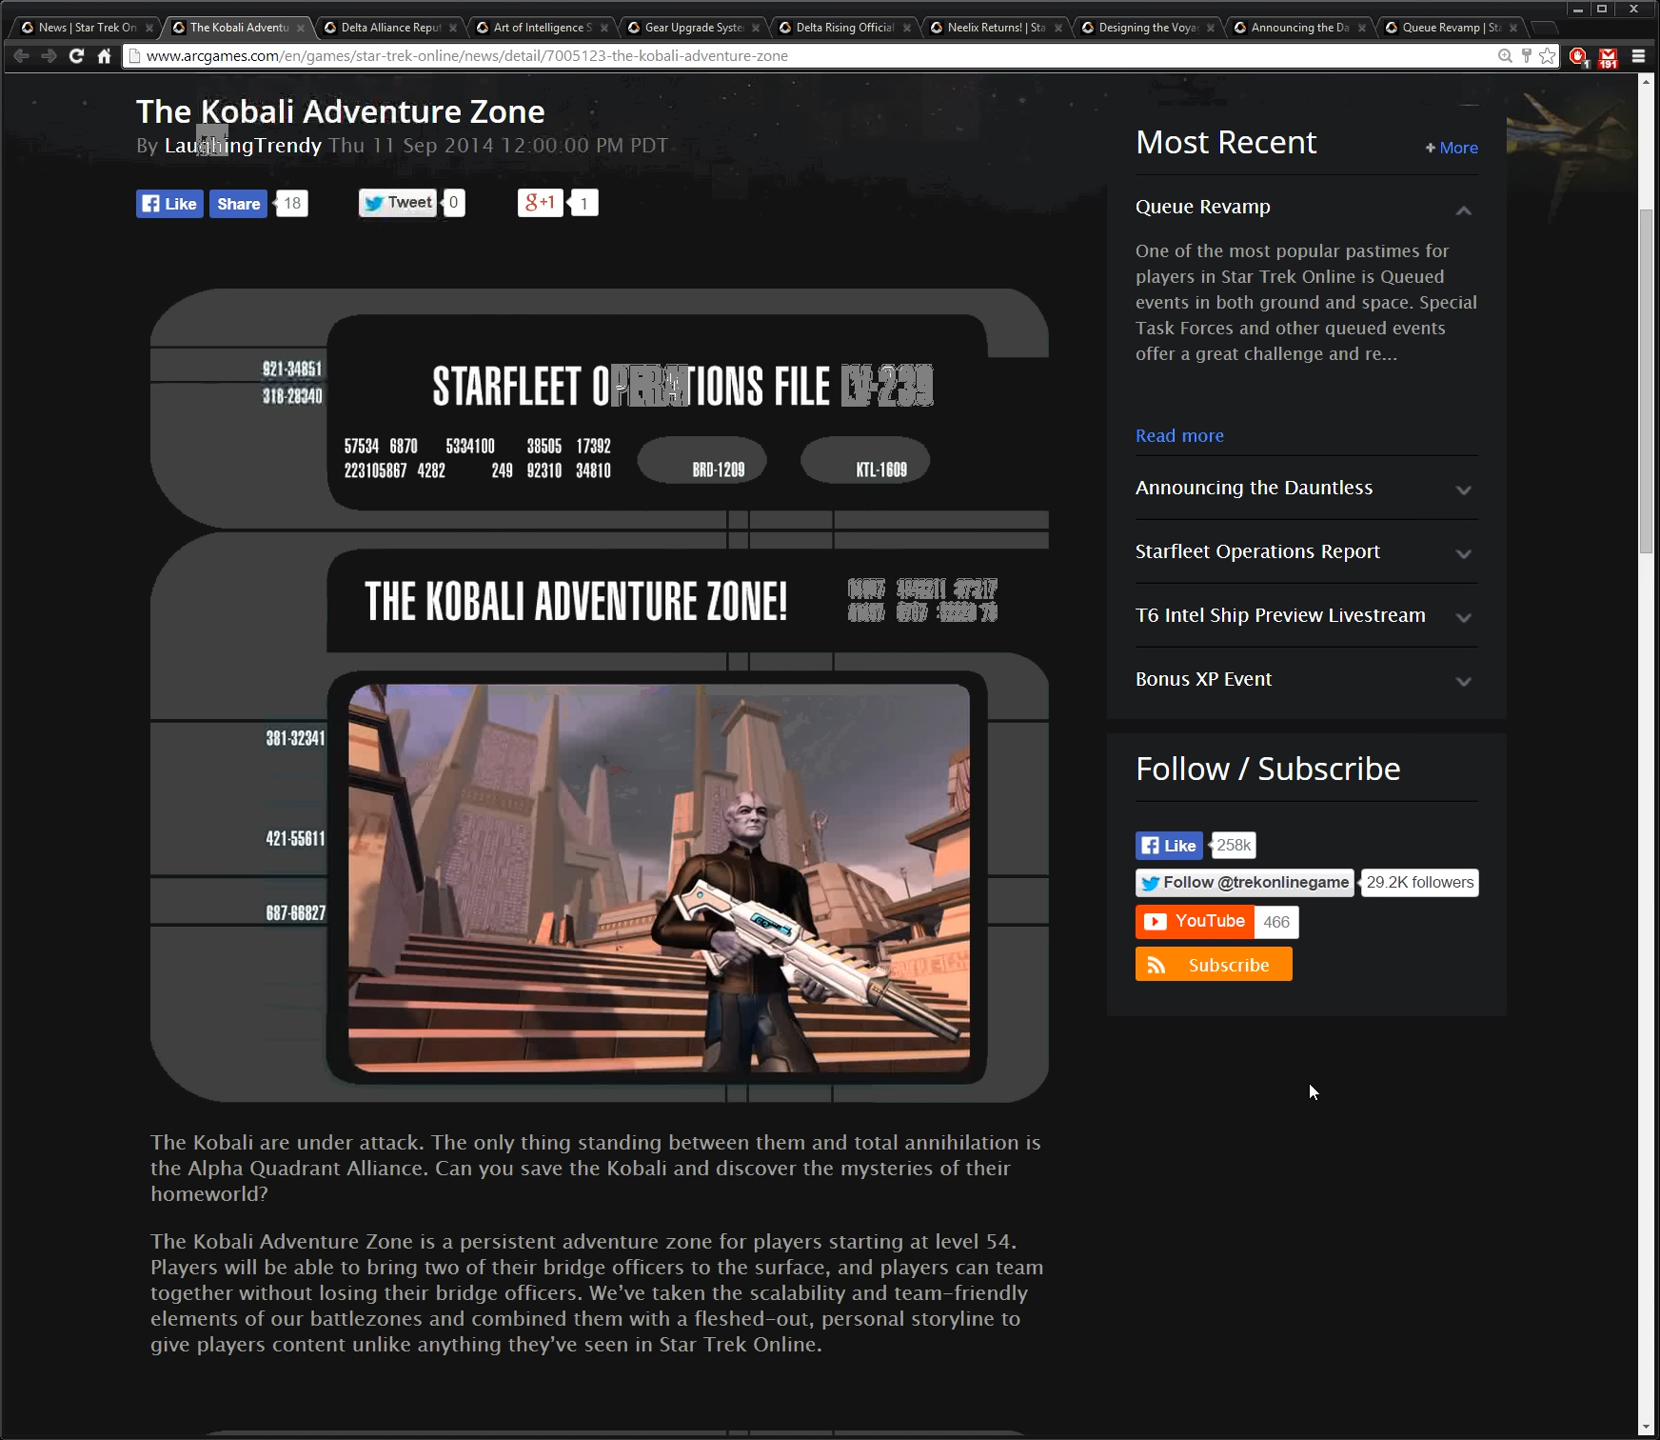 News | Star Trek On
The Kobali Adventu
Delta Alliance Reput
Art of Intelligence S
Gear Upgrade Syste
Delta Rising Official
Neelix Returns! | Sta
Designing the Voya
Announcing the Da
Queue Revamp | St
www.arcgames.com/en/games/star-trek-online/news/detail/7005123-the-kobali-adventure-zone
1
191
The Kobali Adventure Zone
By LaughingTrendy Thu 11 Sep 2014 12:00:00 PM PDT
Like Share 18 Tweet 0 g+1 1
921-34851
318-28340
STARFLEET OPERATIONS FILE
57534 6870 5334100 38505 17392
223105867 4282 249 92310 34810
BRD-1209 KTL-1609
THE KOBALI ADVENTURE ZONE!
381-32341
421-55611
687-66827
The Kobali are under attack. The only thing standing between them and total annihilation is
the Alpha Quadrant Alliance. Can you save the Kobali and discover the mysteries of their
homeworld?
The Kobali Adventure Zone is a persistent adventure zone for players starting at level 54.
Players will be able to bring two of their bridge officers to the surface, and players can team
together without losing their bridge officers. We've taken the scalability and team-friendly
elements of our battlezones and combined them with a fleshed-out, personal storyline to
give players content unlike anything they've seen in Star Trek Online.
Most Recent
+ More
Queue Revamp
One of the most popular pastimes for
players in Star Trek Online is Queued
events in both ground and space. Special
Task Forces and other queued events
offer a great challenge and re...
Read more
Announcing the Dauntless
Starfleet Operations Report
T6 Intel Ship Preview Livestream
Bonus XP Event
Follow / Subscribe
Like 258k
Follow @trekonlinegame 29.2K followers
YouTube 466
Subscribe